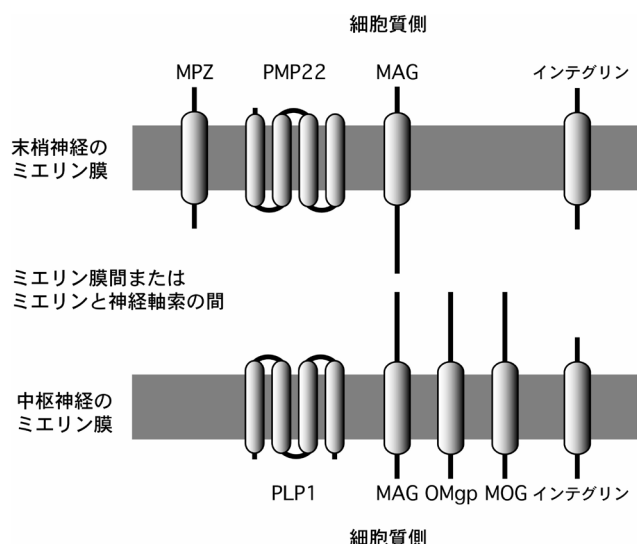 細胞質側
MPZ PMP22 MAG インテグリン
末梢神経の
ミエリン膜
ミエリン膜間または
ミエリンと神経軸索の間
中枢神経の
ミエリン膜
PLP1 MAG OMgp MOG インテグリン
細胞質側